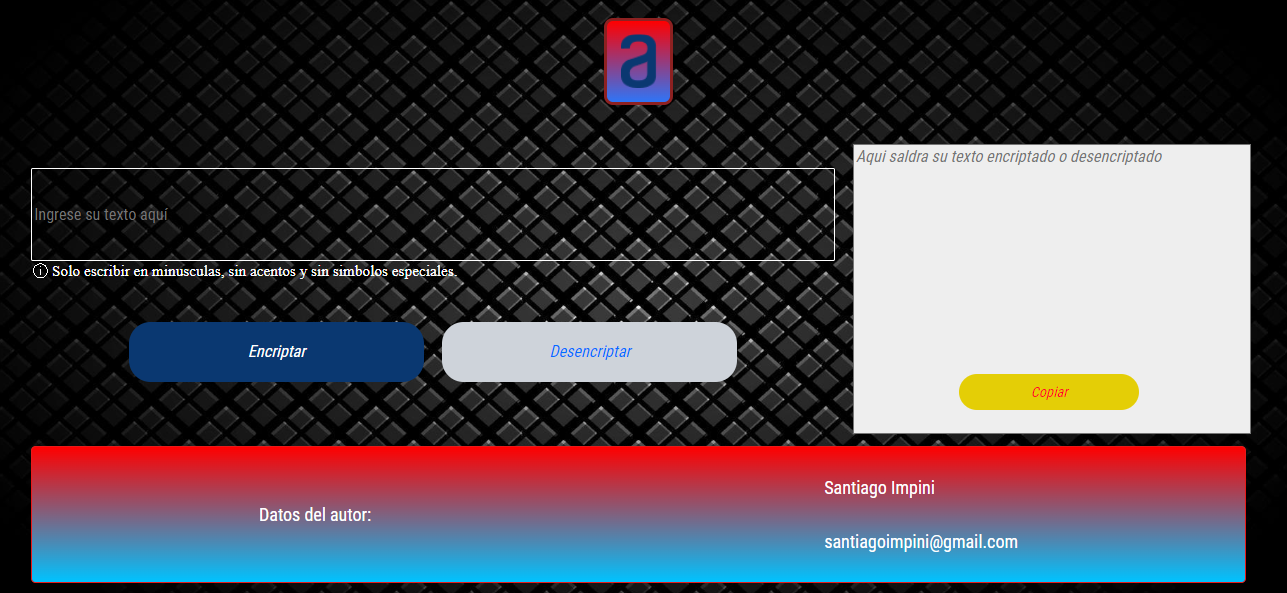 a
Ingrese su texto aquí
Solo escribir en minusculas, sin acentos y sin simbolos especiales.
Encriptar
Desencriptar
Aqui saldra su texto encriptado o desencriptado
Copiar
Datos del autor:
Santiago Impini
santiagoimpini@gmail.com